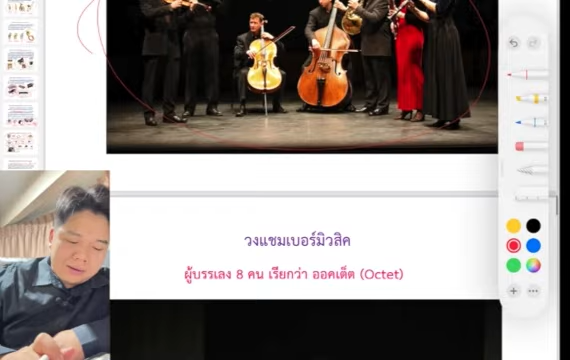 วงแชมเบอร์มิวสิค
ผู้บรรเลง 8 คน เรียกว่า ออคเต็ต (Octet)